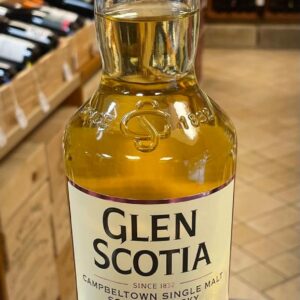 GLEN
SCOTIA
SINCE 1832
CAMPBELTOWN SINGLE MALT